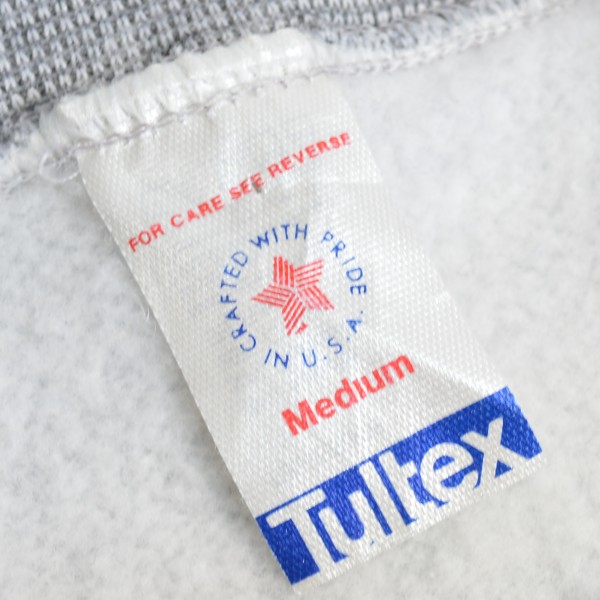 FOR CARE SEE REVERSE
CRAFTED WITH PRIDE
IN U.S.A.
Medium
Tultex